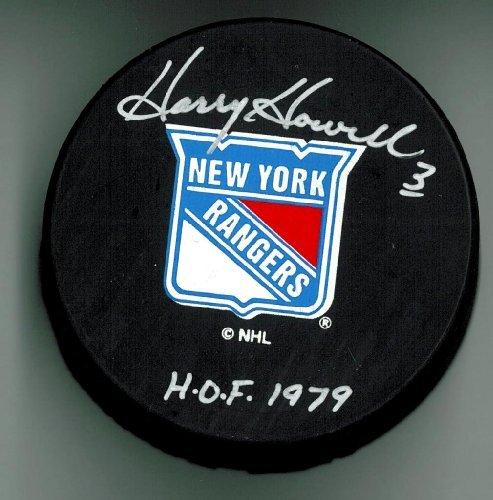 Harry Howell 3
NEW YORK
RANGERS
®
© NHL
H.O.F. 1979